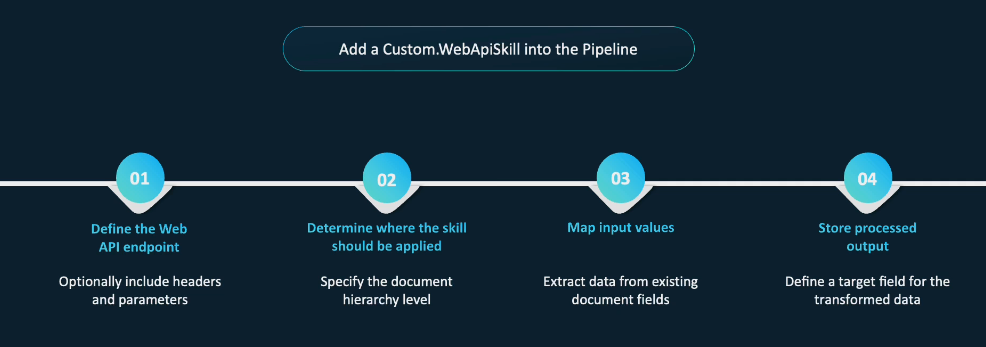 Add a Custom.WebApiSkill into the Pipeline
01
Define the Web
API endpoint
Optionally include headers
and parameters
02
Determine where the skill
should be applied
Specify the document
hierarchy level
03
Map input values
Extract data from existing
document fields
04
Store processed
output
Define a target field for the
transformed data